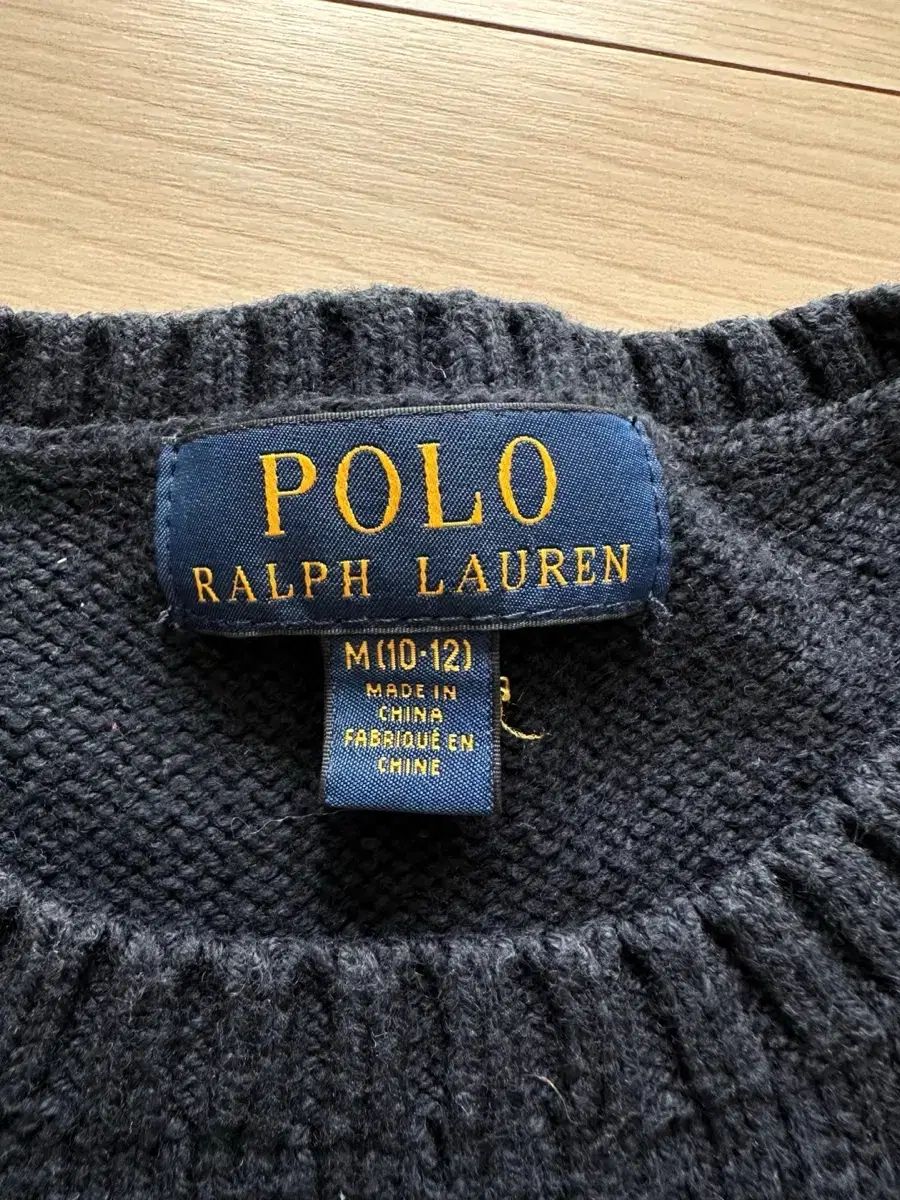 POLO
RALPH LAUREN
M(10-12)
MADE IN
CHINA
FABRIQUÉ EN
CHINE